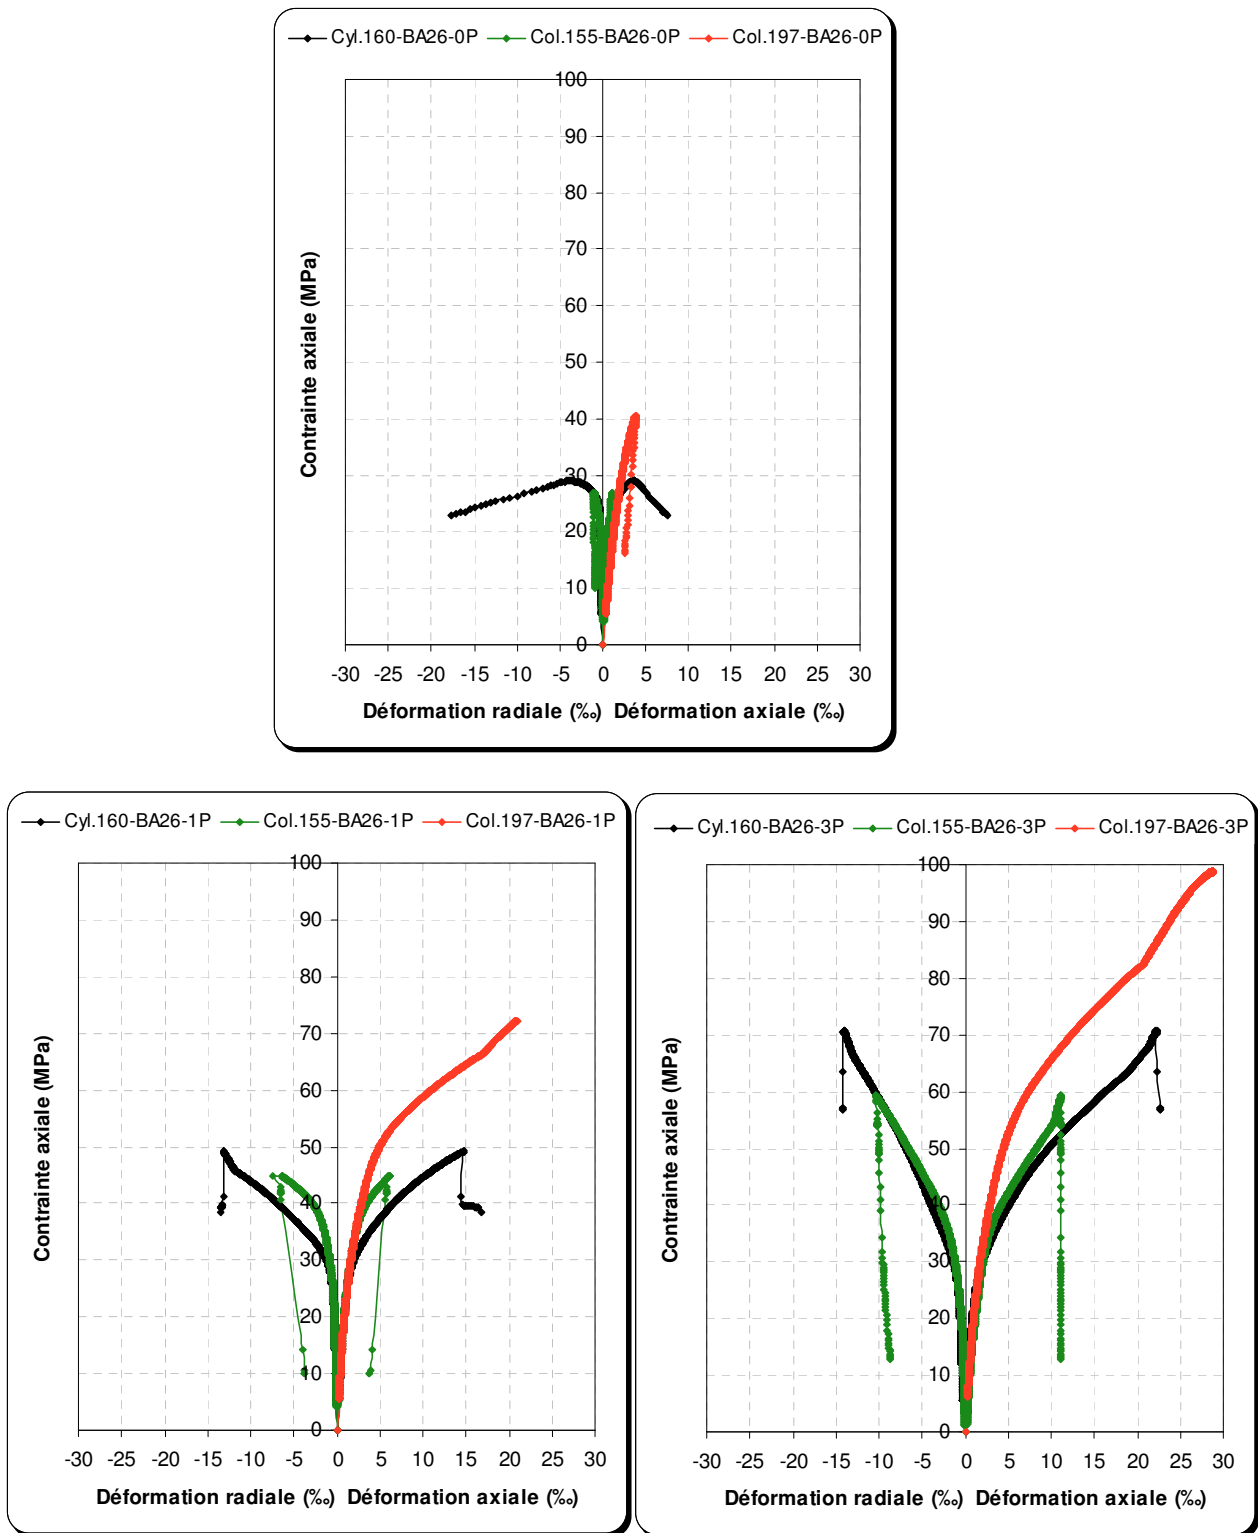 Cyl.160-BA26-0P Col.155-BA26-0P Col.197-BA26-0P
100
90
80
70
60
50
40
30
20
10
0
Contrainte axiale (MPa)
-30 -25 -20 -15 -10 -5 0 5 10 15 20 25 30
Déformation radiale (‰) Déformation axiale (‰)
Cyl.160-BA26-1P Col.155-BA26-1P Col.197-BA26-1P
100
90
80
70
60
50
40
30
20
10
0
Contrainte axiale (MPa)
-30 -25 -20 -15 -10 -5 0 5 10 15 20 25 30
Déformation radiale (‰) Déformation axiale (‰)
Cyl.160-BA26-3P Col.155-BA26-3P Col.197-BA26-3P
100
90
80
70
60
50
40
30
20
10
0
Contrainte axiale (MPa)
-30 -25 -20 -15 -10 -5 0 5 10 15 20 25 30
Déformation radiale (‰) Déformation axiale (‰)